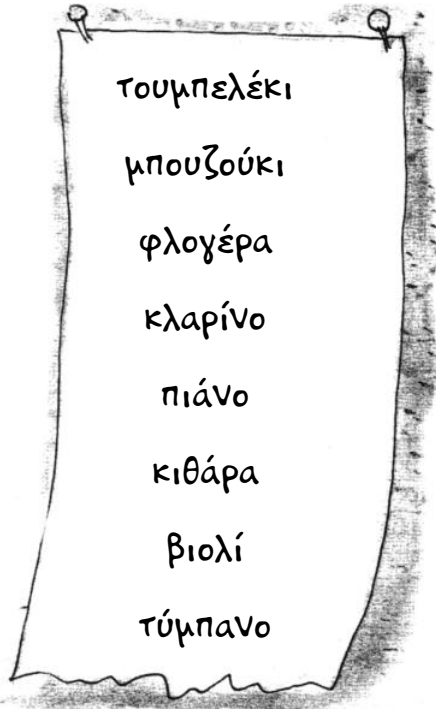 τουμπελέκι
μπουζούκι
φλογέρα
κλαρίνο
πιάνο
κιθάρα
βιολί
τύμπανο